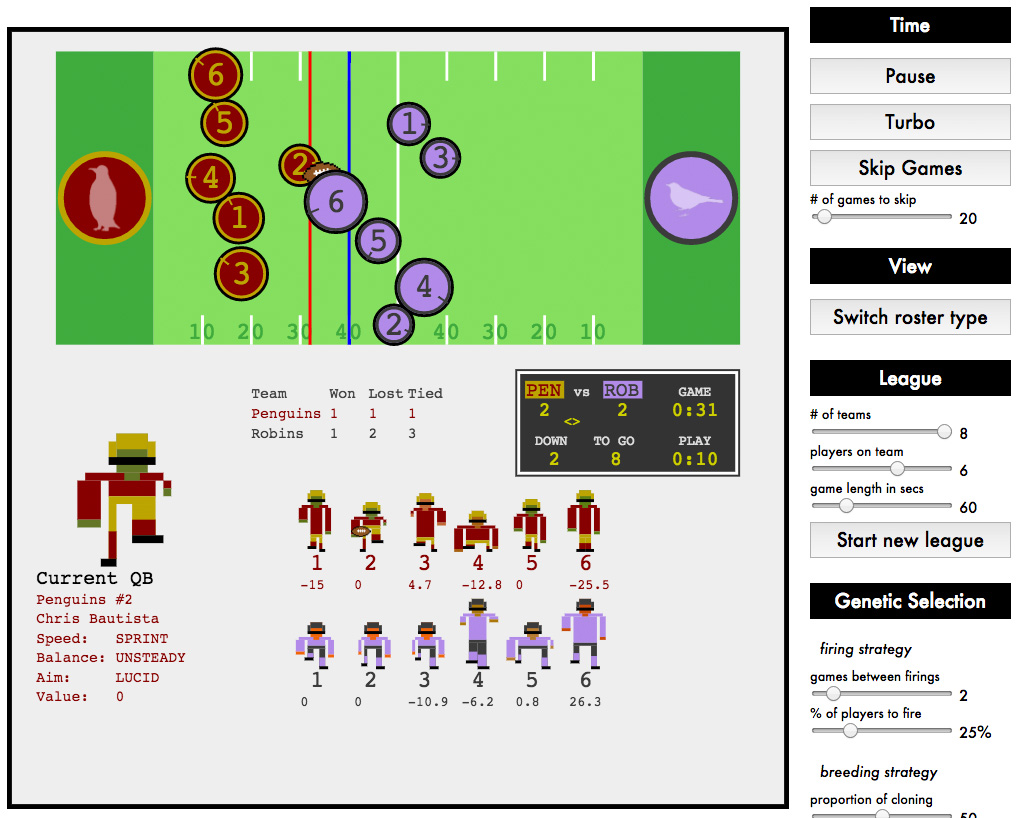 6
5
4
1
3
2
1
3
6
5
4
2
10 20 30 40 40 30 20 10
Team Won Lost Tied
Penguins 1 1 1
Robins 1 2 3
PEN vs ROB GAME
2 <> 2 0:31
DOWN TO GO PLAY
2 8 0:10
1 2 3 4 5 6
-15 0 4.7 -12.8 0 -25.5
1 2 3 4 5 6
0 0 -10.9 -6.2 0.8 26.3
Current QB
Penguins #2
Chris Bautista
Speed: SPRINT
Balance: UNSTEADY
Aim: LUCID
Value: 0
Time
Pause
Turbo
Skip Games
# of games to skip
20
View
Switch roster type
League
# of teams
8
players on team
6
game length in secs
60
Start new league
Genetic Selection
firing strategy
games between firings
2
% of players to fire
25%
breeding strategy
proportion of cloning
50